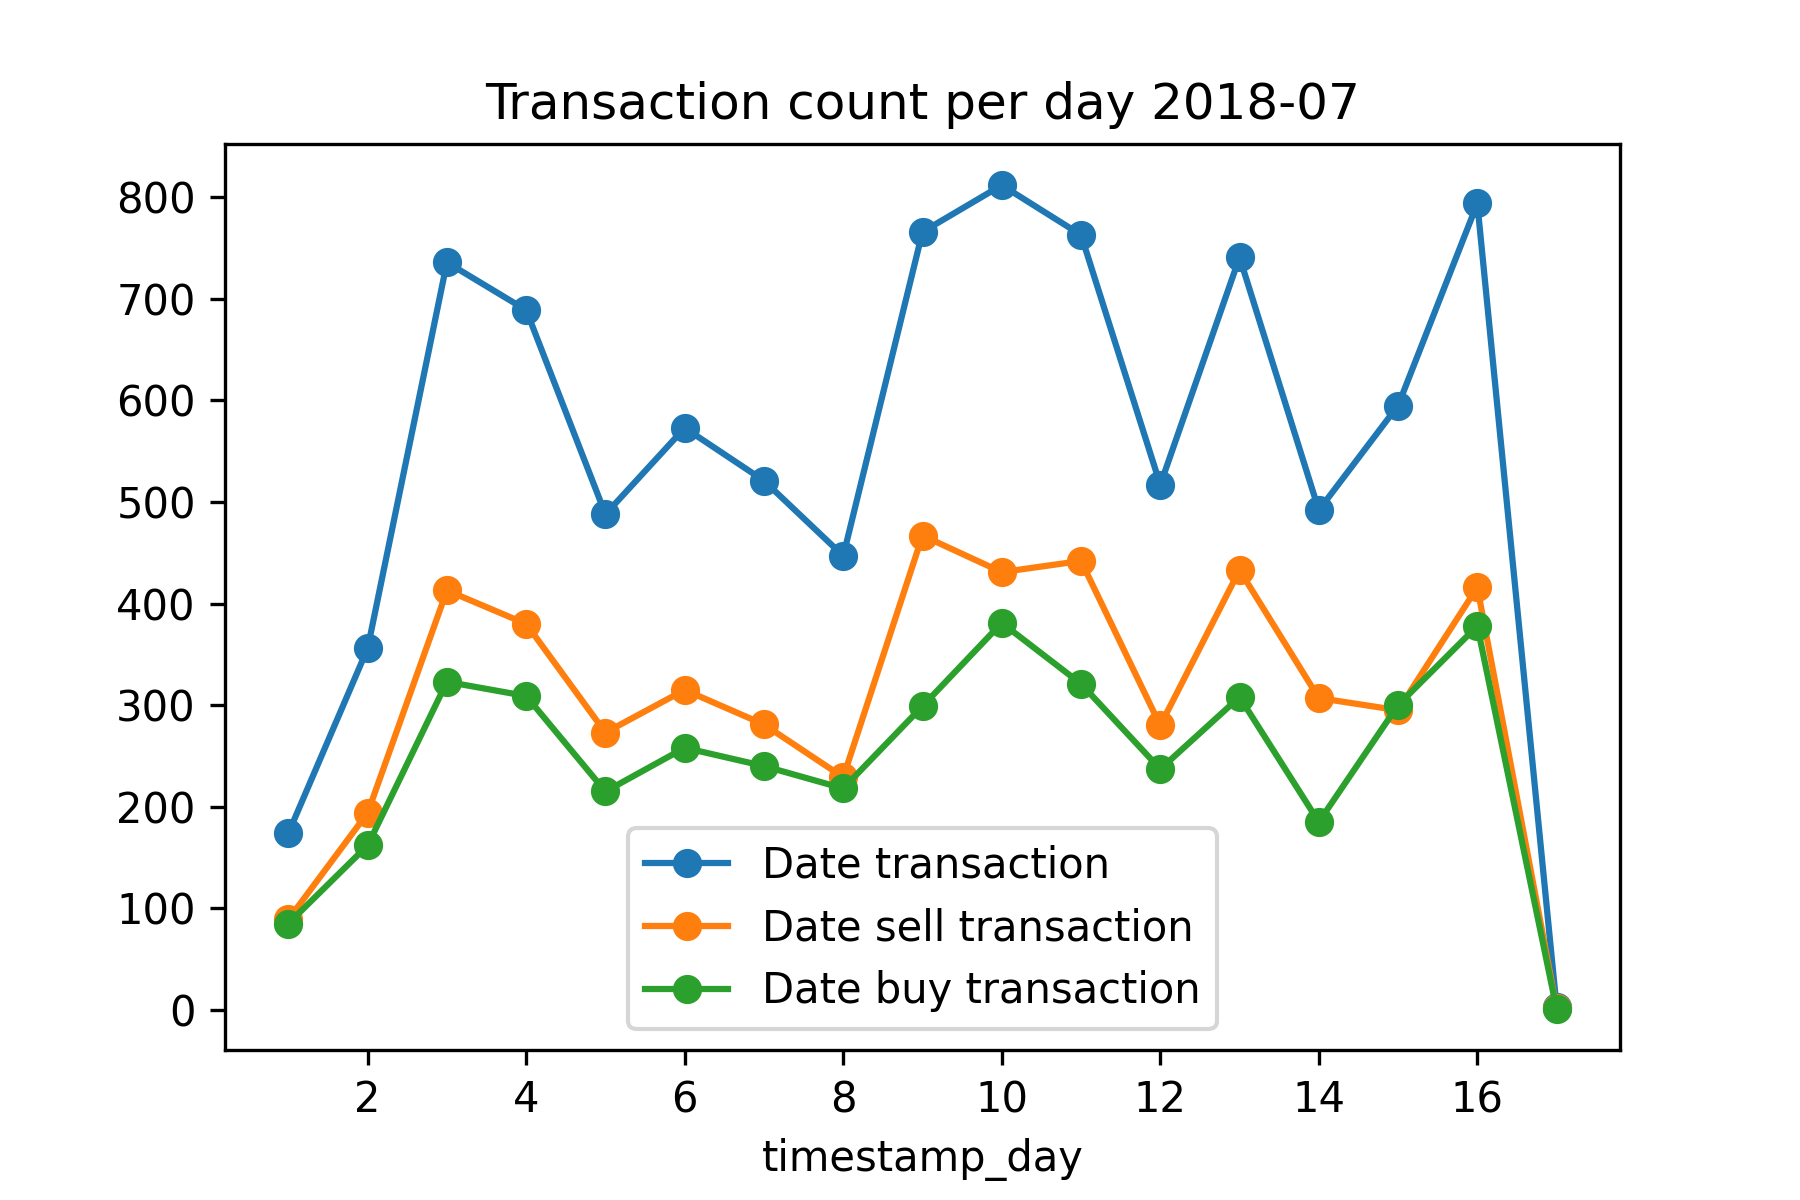 Transaction count per day 2018-07
800
700
600
500
400
300
200
100
0
Date transaction
Date sell transaction
Date buy transaction
2 4 6 8 10 12 14 16
timestamp_day